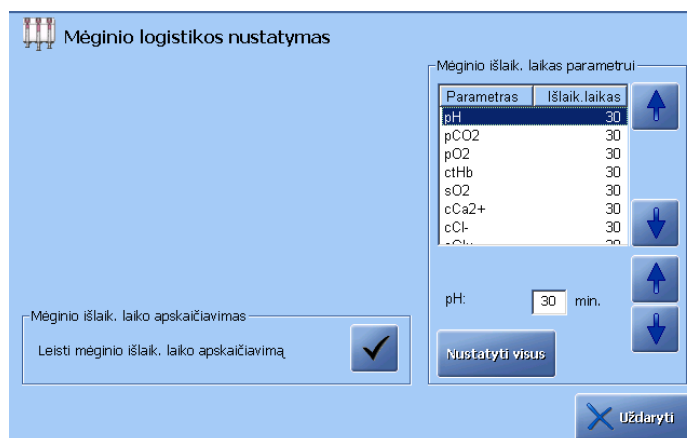 Mėginio logistikos nustatymas
Mėginio išlaik. laikas parametrui
Parametras Išlaik.laikas
pH 30
pCO2 30
pO2 30
ctHb 30
sO2 30
cCa2+ 30
cCl- 30
pH: 30 min.
Mėginio išlaik. laiko apskaičiavimas
Leisti mėginio išlaik. laiko apskaičiavimą
Nustatyti visus
Uždaryti